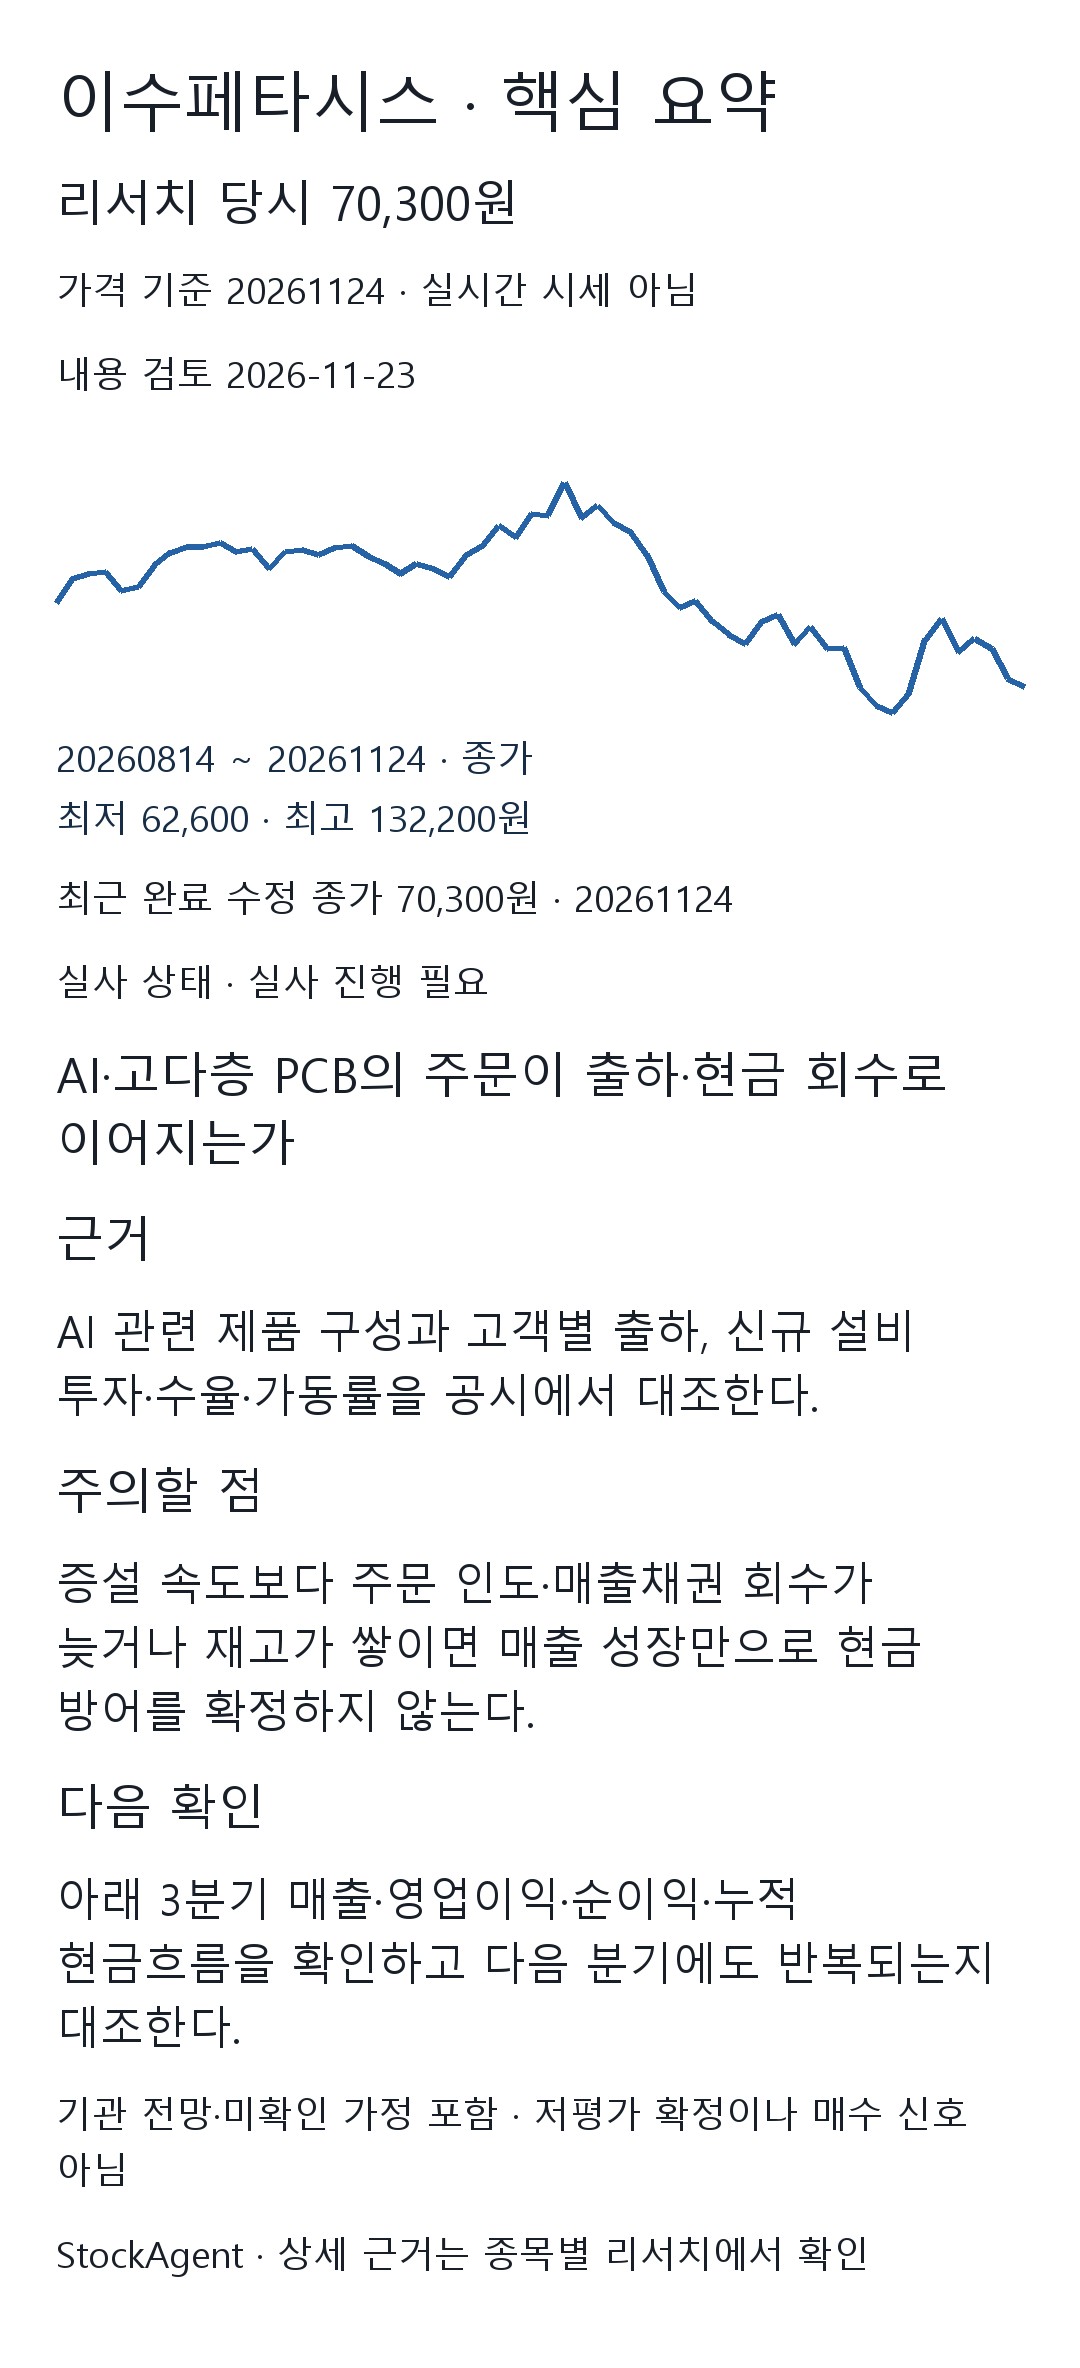 이수페타시스 · 핵심 요약
리서치 당시 70,300원
가격 기준 20261124 · 실시간 시세 아님
내용 검토 2026-11-23
20260814 ~ 20261124 · 종가
최저 62,600 · 최고 132,200원
최근 완료 수정 종가 70,300원 · 20261124
실사 상태 · 실사 진행 필요
AI·고다층 PCB의 주문이 출하·현금 회수로
이어지는가
근거
AI 관련 제품 구성과 고객별 출하, 신규 설비
투자·수율·가동률을 공시에서 대조한다.
주의할 점
증설 속도보다 주문 인도·매출채권 회수가
늦거나 재고가 쌓이면 매출 성장만으로 현금
방어를 확정하지 않는다.
다음 확인
아래 3분기 매출·영업이익·순이익·누적
현금흐름을 확인하고 다음 분기에도 반복되는지
대조한다.
기관 전망·미확인 가정 포함 · 저평가 확정이나 매수 신호
아님
StockAgent · 상세 근거는 종목별 리서치에서 확인